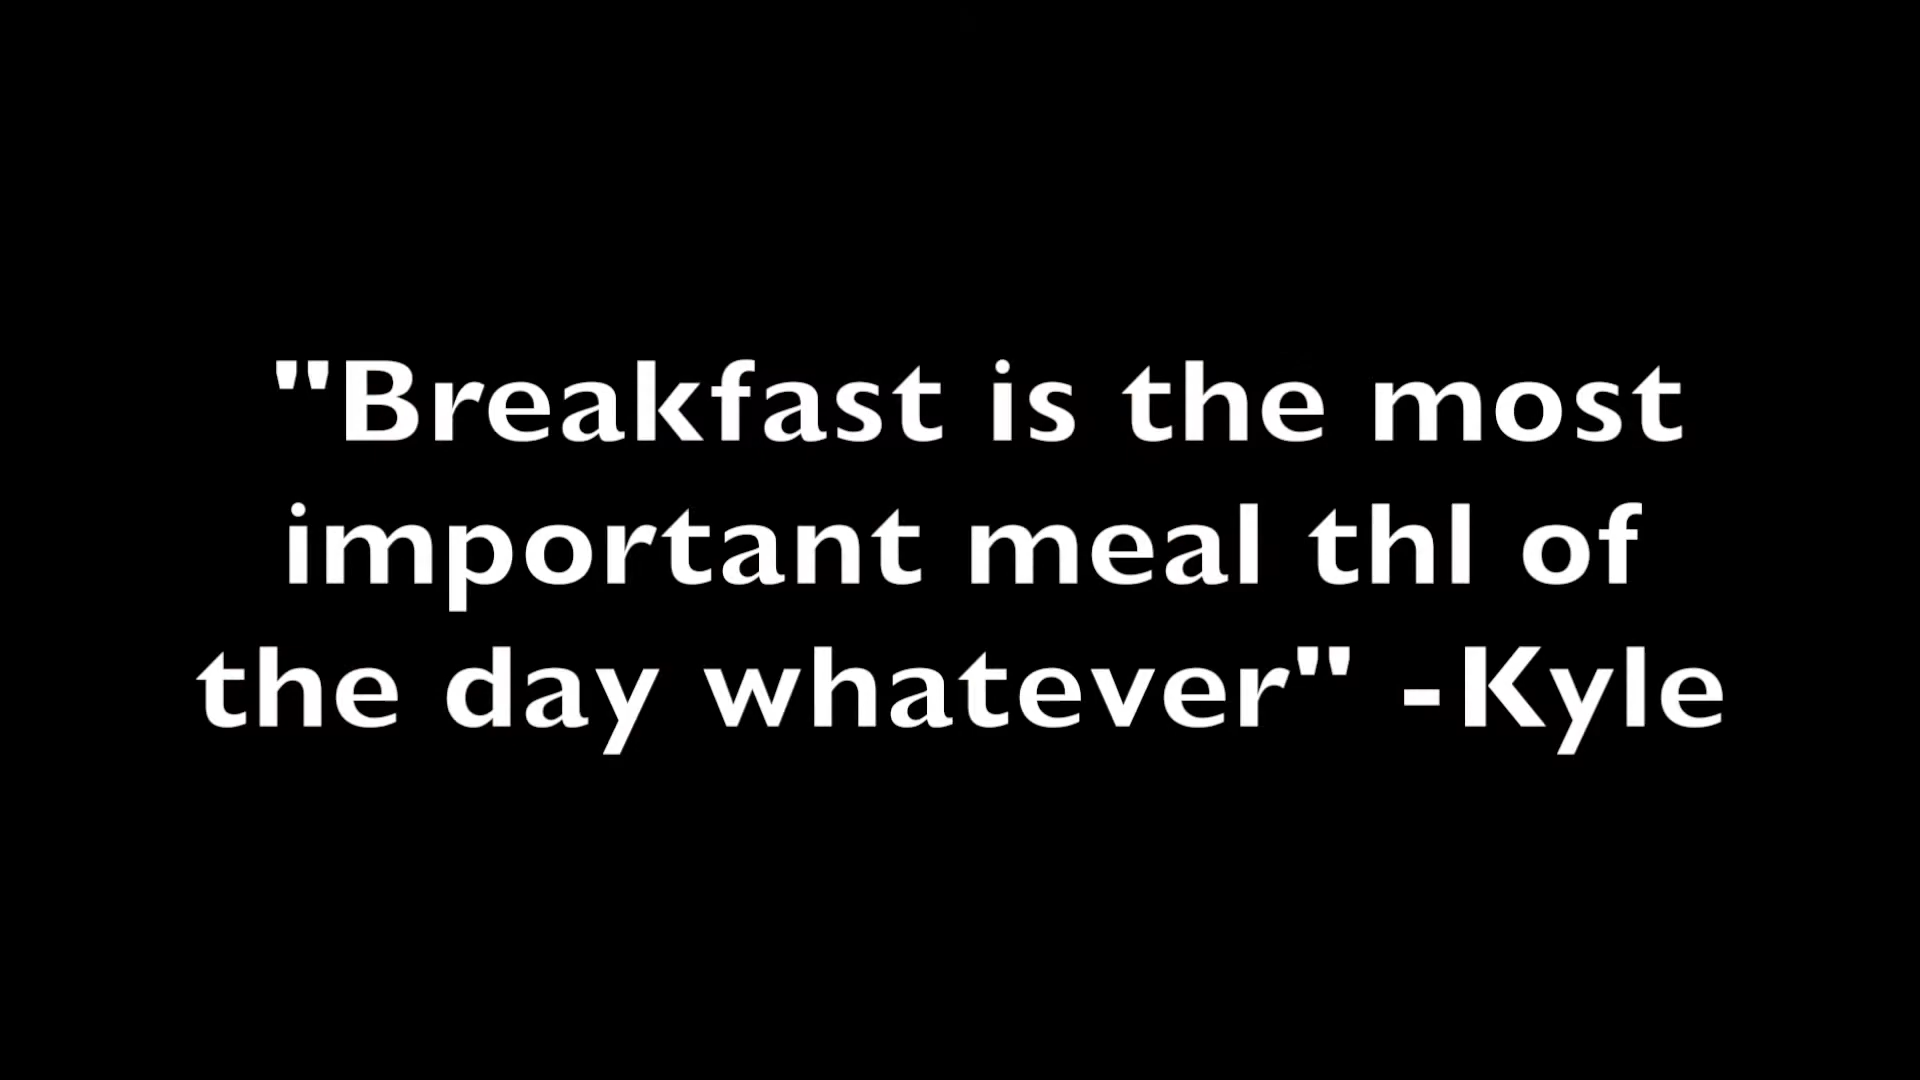 "Breakfast is the most
important meal thl of
the day whatever" -Kyle